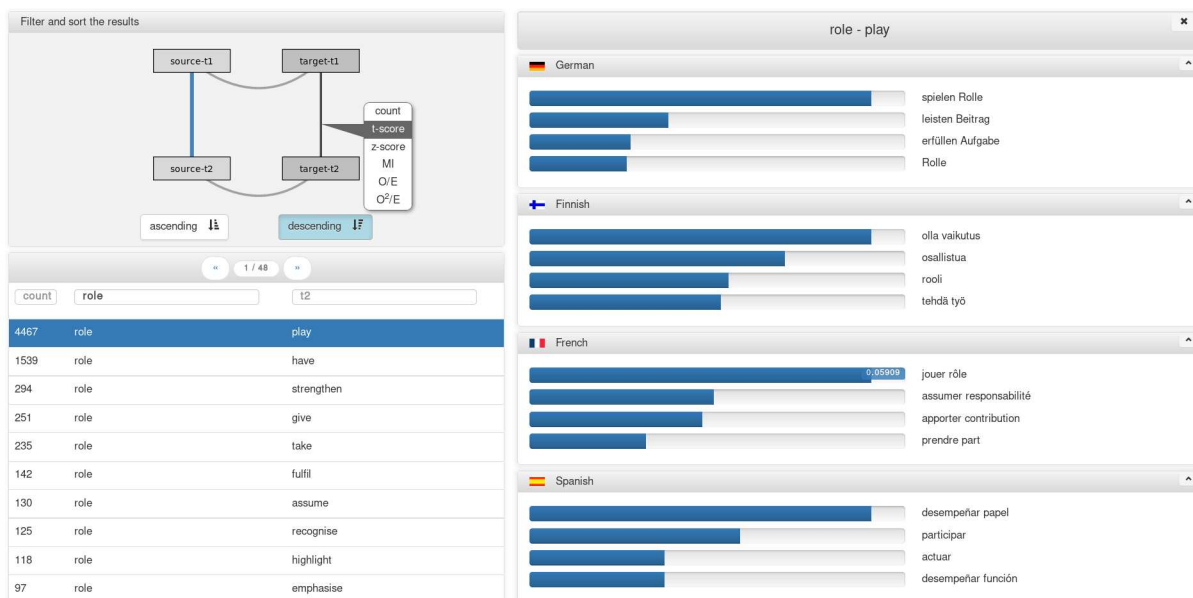 Filter and sort the results
source-t1
target-t1
count
t-score
z-score
MI
O/E
O²/E
source-t2
target-t2
ascending
descending
« 1 / 48 »
count role t2
4467 role play
1539 role have
294 role strengthen
251 role give
235 role take
142 role fulfil
130 role assume
125 role recognise
118 role highlight
97 role emphasise
role - play
German
spielen Rolle
leisten Beitrag
erfüllen Aufgabe
Rolle
Finnish
olla vaikutus
osallistua
rooli
tehdä työ
French
0.05909 jouer rôle
assumer responsabilité
apporter contribution
prendre part
Spanish
desempeñar papel
participar
actuar
desempeñar función